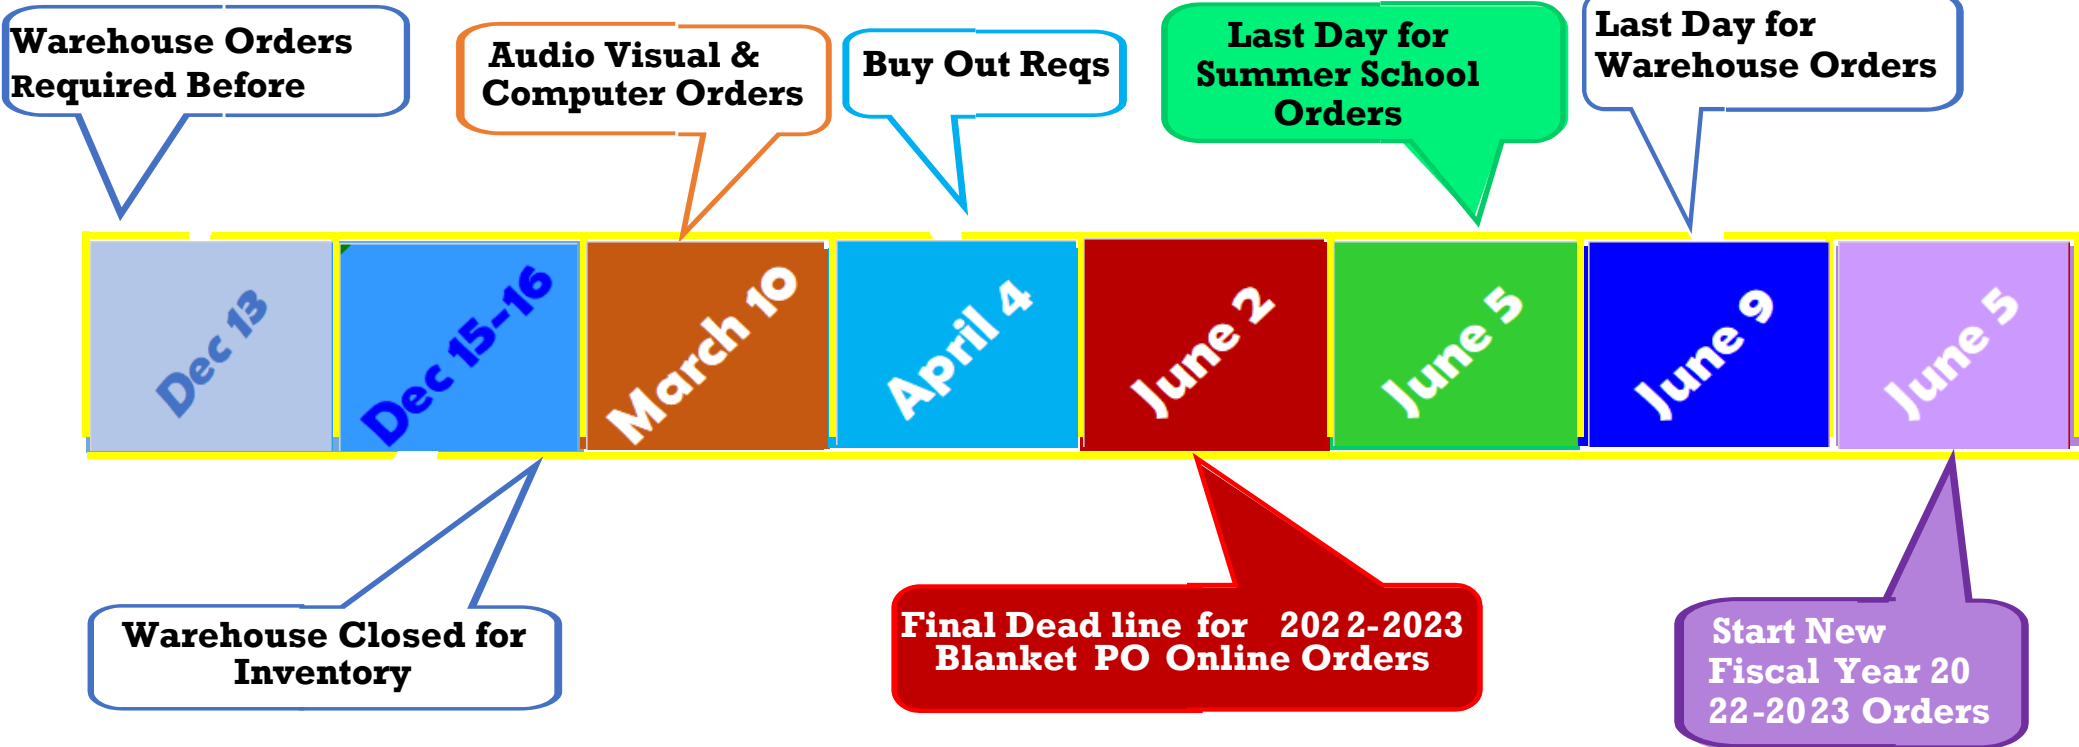 Warehouse Orders
Required Before
Audio Visual &
Computer Orders
Buy Out Reqs
Last Day for
Summer School
Orders
Last Day for
Warehouse Orders
Dec 13
Dec 15-16
March 10
April 4
June 2
June 5
June 9
June 5
Warehouse Closed for
Inventory
Final Dead line for 2022-2023
Blanket PO Online Orders
Start New
Fiscal Year 20
22-2023 Orders